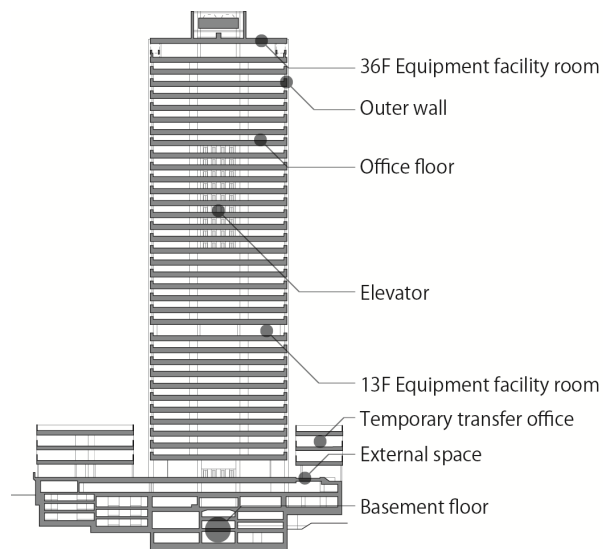 36F Equipment facility room
Outer wall
Office floor
Elevator
13F Equipment facility room
Temporary transfer office
External space
Basement floor